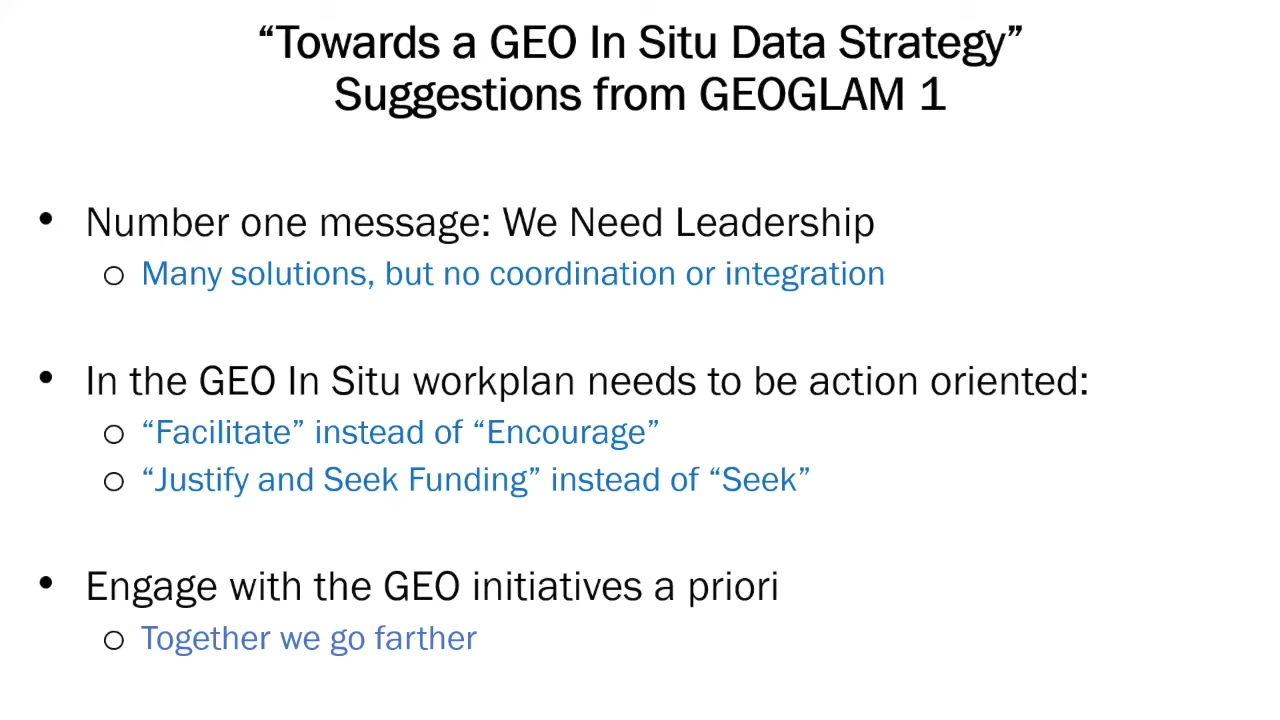 “Towards a GEO In Situ Data Strategy”
Suggestions from GEOGLAM 1
• Number one message: We Need Leadership
o Many solutions, but no coordination or integration
• In the GEO In Situ workplan needs to be action oriented:
o “Facilitate” instead of “Encourage”
o “Justify and Seek Funding” instead of “Seek”
• Engage with the GEO initiatives a priori
o Together we go farther